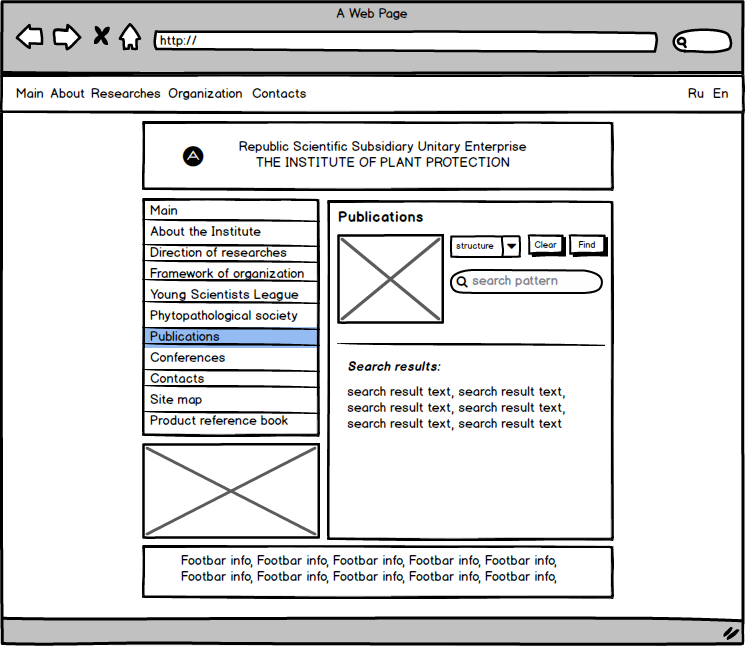 A Web Page
http://
Main About Researches Organization Contacts
Ru En
Republic Scientific Subsidiary Unitary Enterprise
THE INSTITUTE OF PLANT PROTECTION
Main
About the Institute
Direction of researches
Framework of organization
Young Scientists League
Phytopathological society
Publications
Conferences
Contacts
Site map
Product reference book
Publications
structure
Clear
Find
search pattern
Search results:
search result text, search result text,
search result text, search result text,
search result text, search result text
Footbar info, Footbar info, Footbar info, Footbar info, Footbar info,
Footbar info, Footbar info, Footbar info, Footbar info, Footbar info,